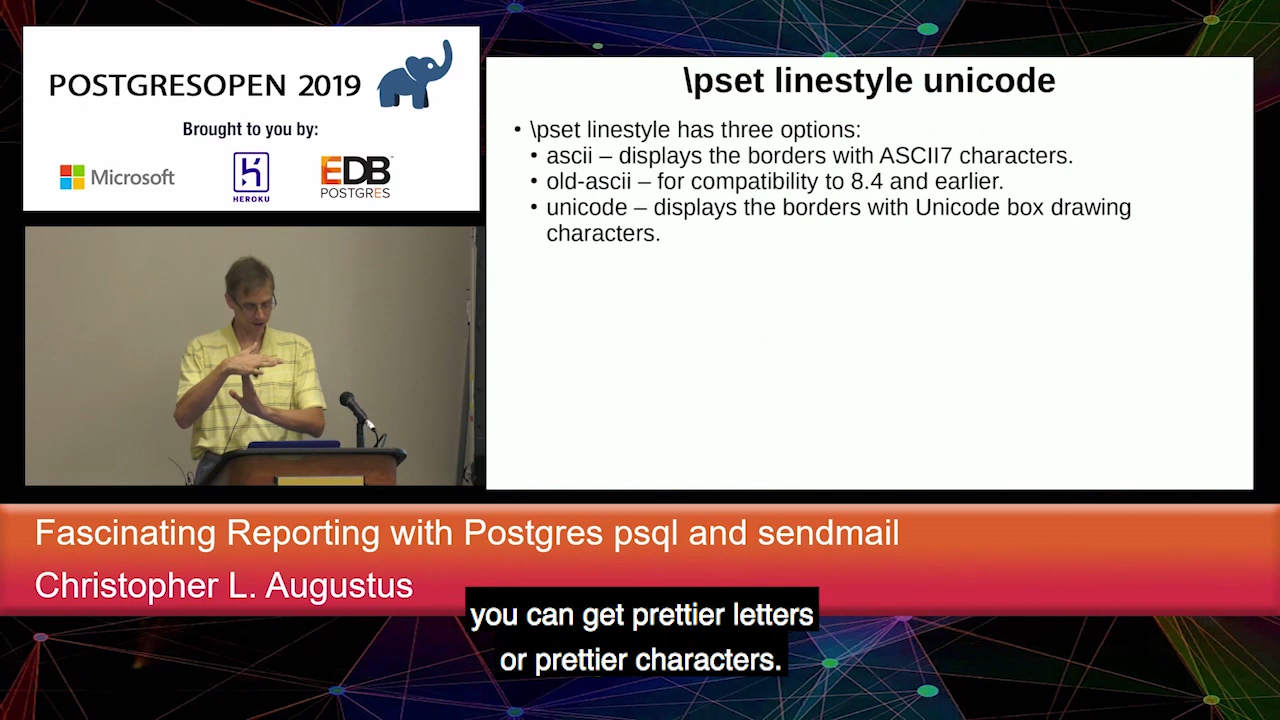 POSTGRESOPEN 2019
Brought to you by:
Microsoft
HEROKU
EDB
POSTGRES
\pset linestyle unicode
• \pset linestyle has three options:
• ascii – displays the borders with ASCII7 characters.
• old-ascii – for compatibility to 8.4 and earlier.
• unicode – displays the borders with Unicode box drawing
characters.
Fascinating Reporting with Postgres psql and sendmail
Christopher L. Augustus
you can get prettier letters
or prettier characters.